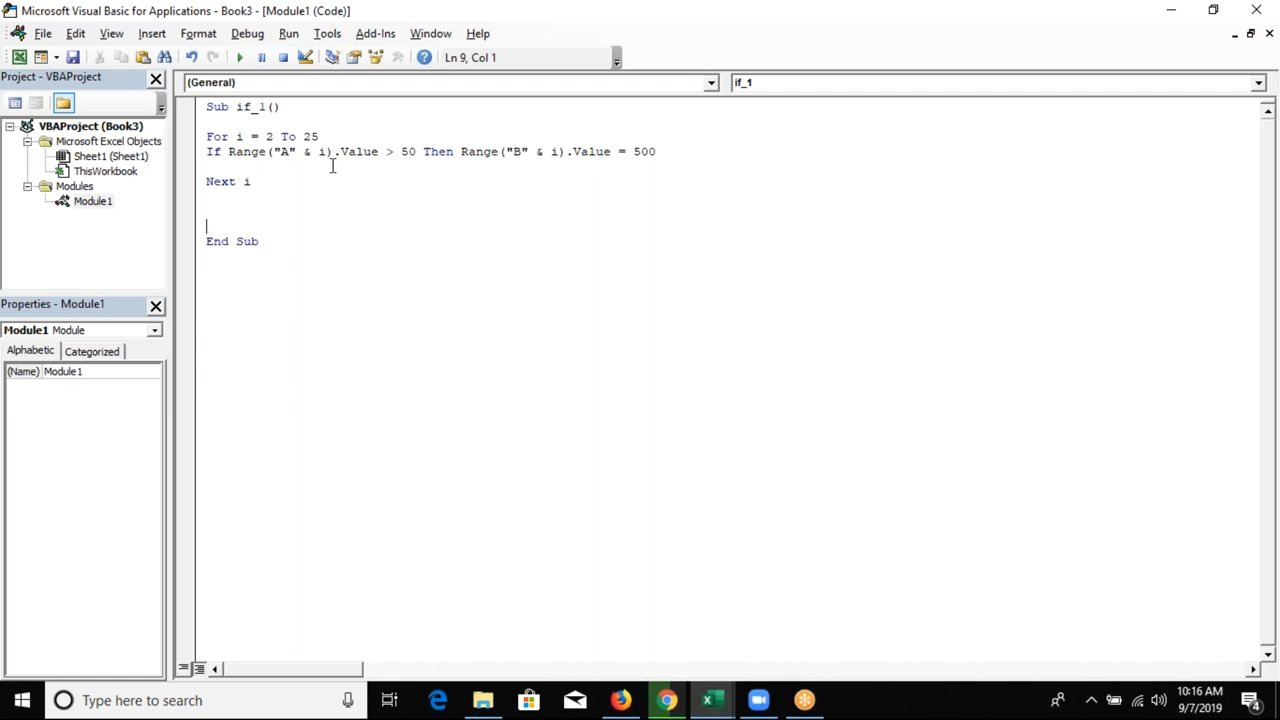 Microsoft Visual Basic for Applications - Book3 - [Module1 (Code)]
File Edit View Insert Format Debug Run Tools Add-Ins Window Help
Ln 9, Col 1
Project - VBAProject
(General)
if_1
VBAProject (Book3)
Microsoft Excel Objects
Sheet1 (Sheet1)
ThisWorkbook
Modules
Module1
Sub if_1()
For i = 2 To 25
If Range("A" & i).Value > 50 Then Range("B" & i).Value = 500
Next i
End Sub
Properties - Module1
Module1 Module
Alphabetic Categorized
(Name) Module1
Type here to search
10:16 AM
9/7/2019
4